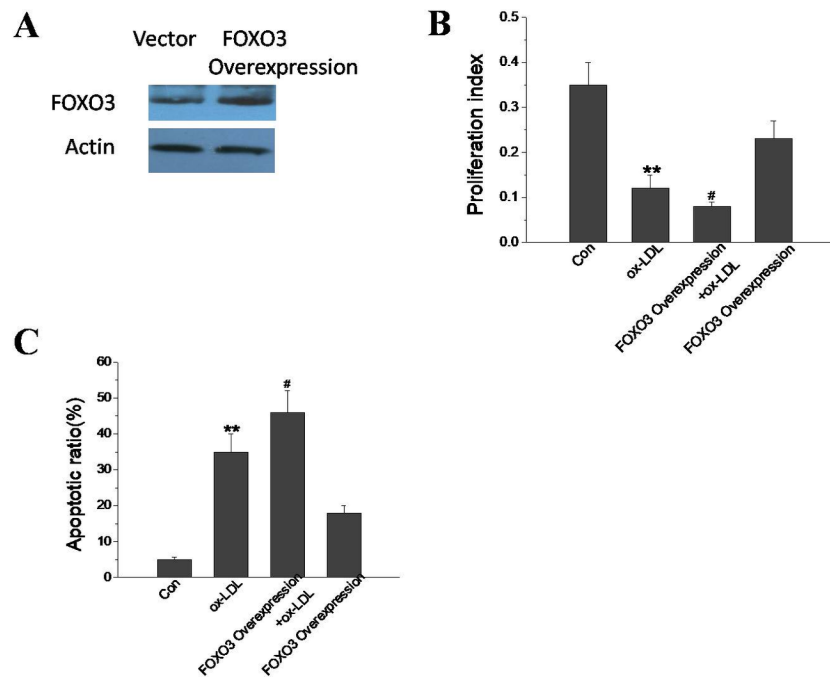 A
Vector FOXO3
Overexpression
FOXO3
Actin
B
Proliferation index
0.5
0.4
0.3
0.2
0.1
0.0
**
#
Con
ox-LDL
FOXO3 Overexpression
+ox-LDL
FOXO3 Overexpression
C
Apoptotic ratio(%)
60
50
40
30
20
10
0
**
#
Con
ox-LDL
FOXO3 Overexpression
+ox-LDL
FOXO3 Overexpression